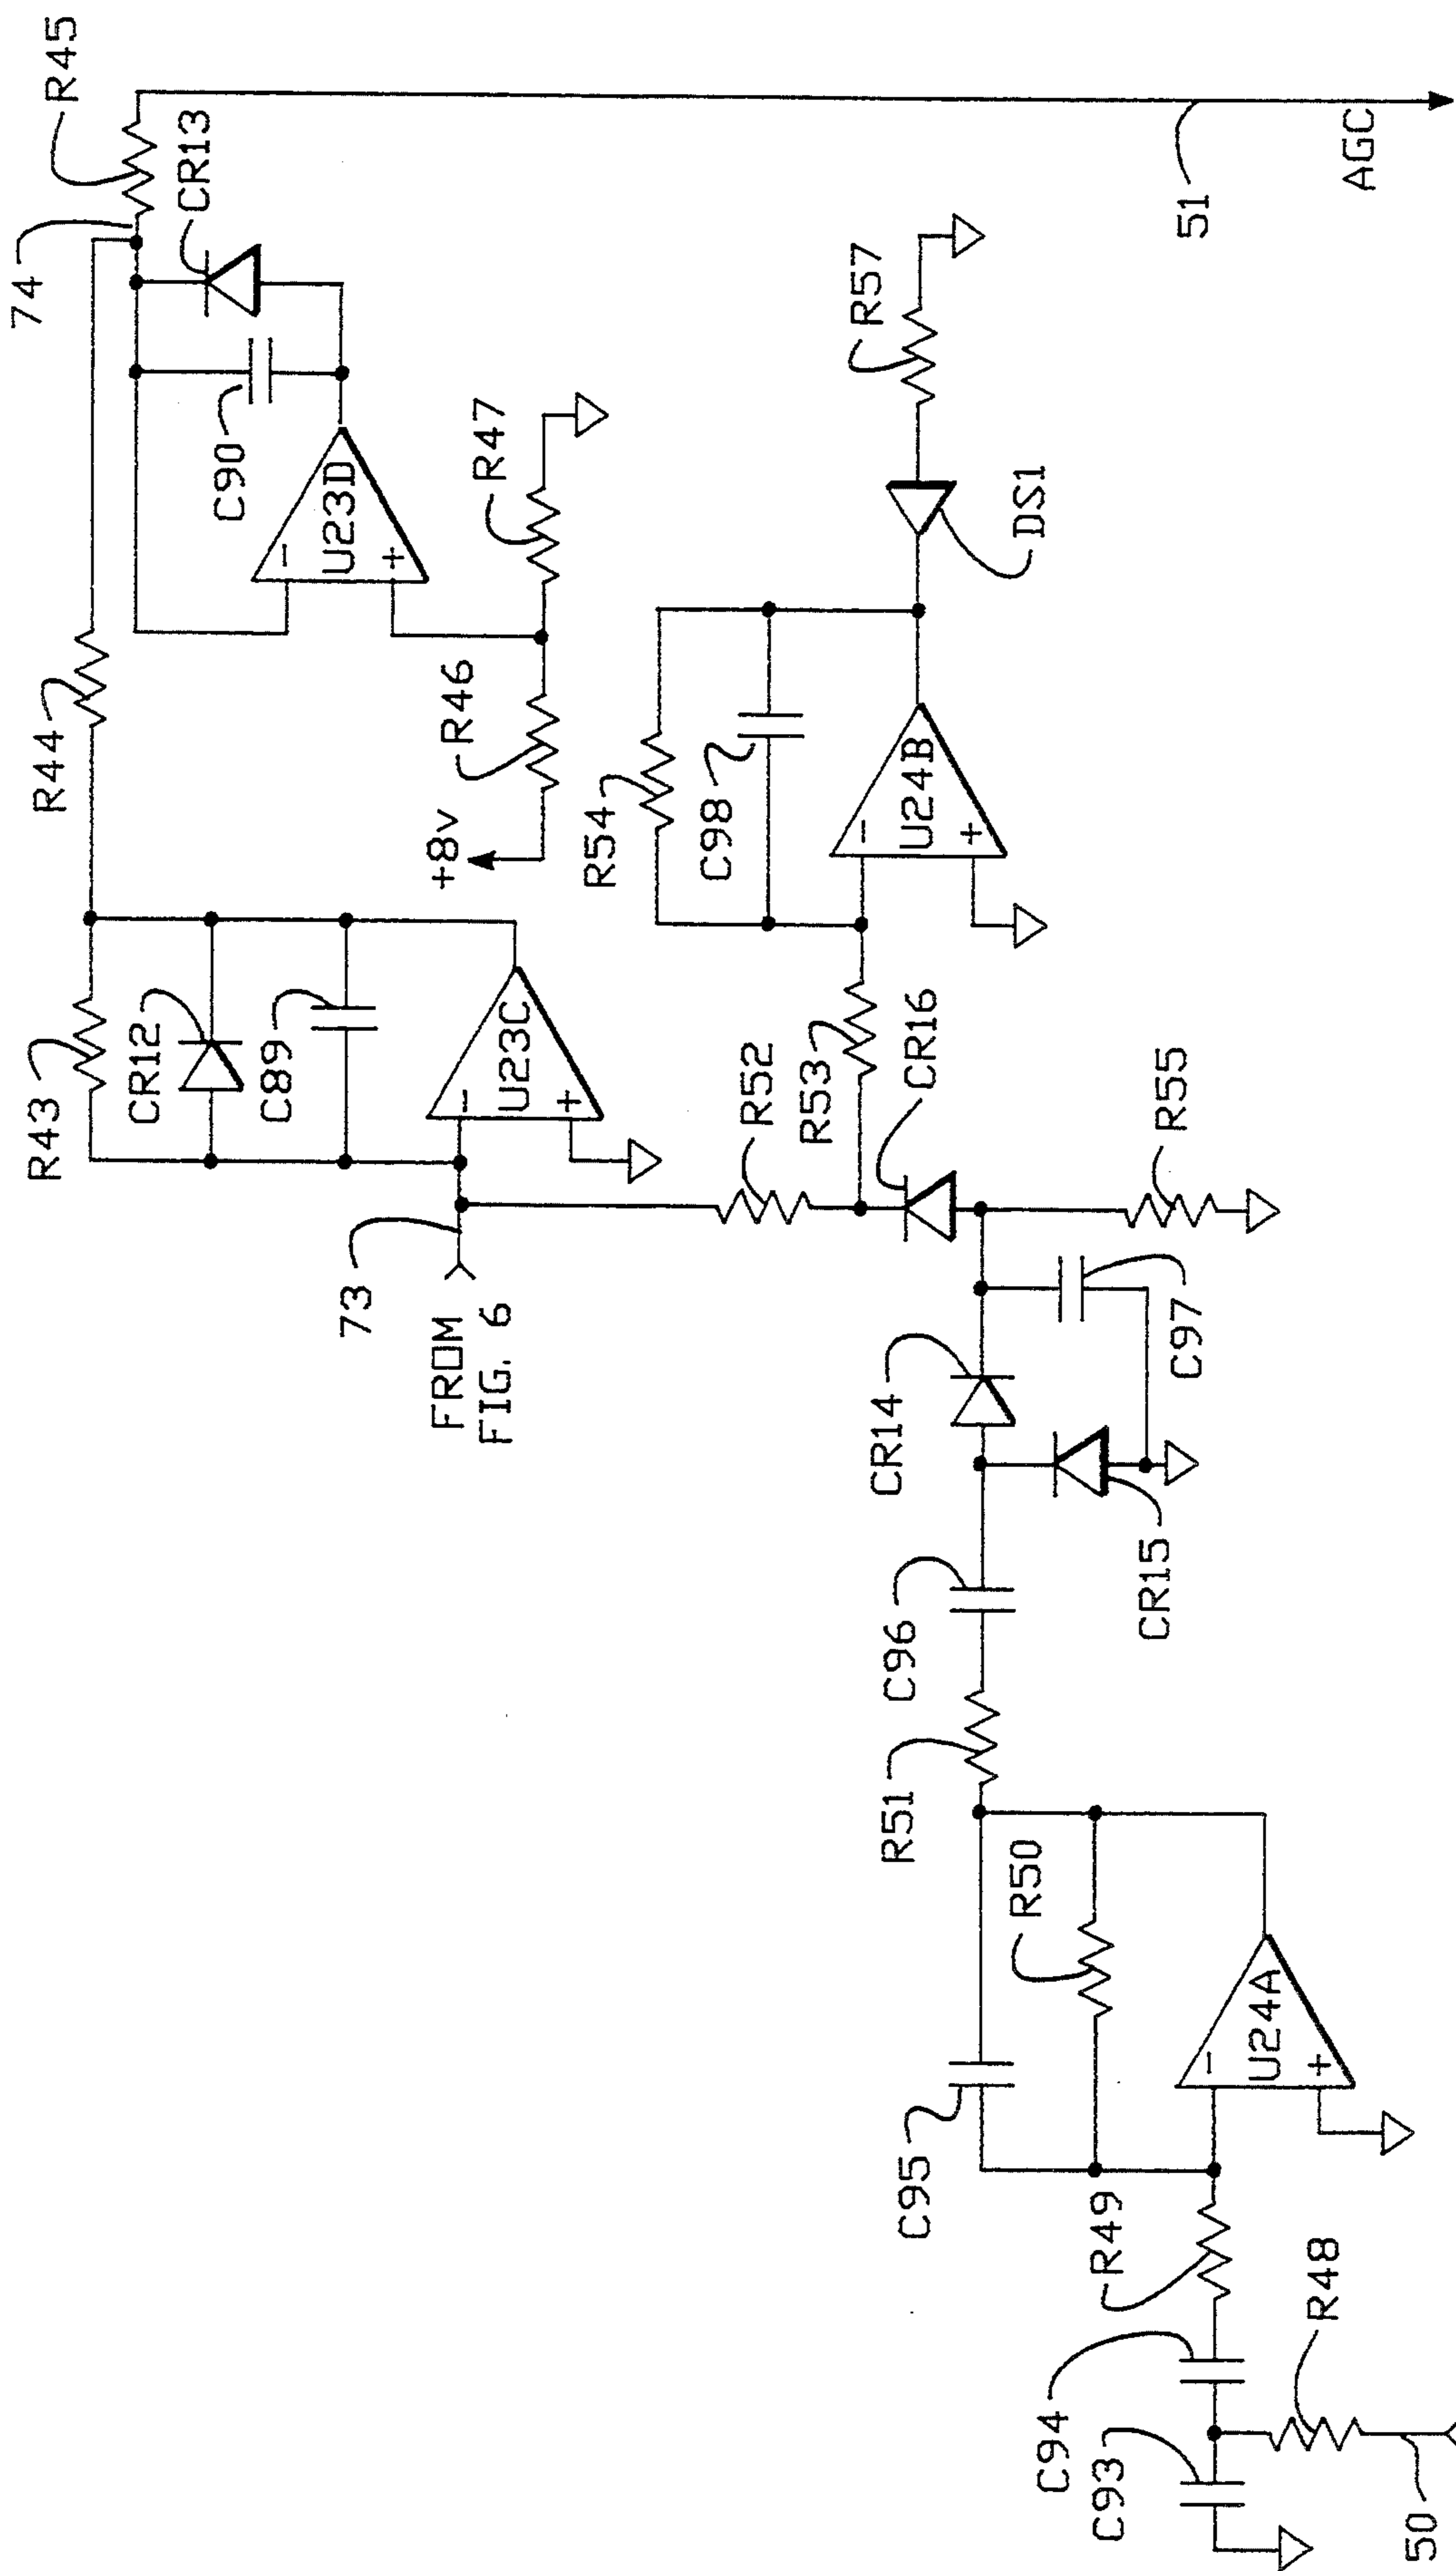 R45
74
CR13
R44
C90
U23D
-
+
R47
R46
+8v
51
AGC
R57
DS1
R54
C98
U24B
-
+
R43
CR12
C89
U23C
-
+
73
FROM
FIG. 6
R52
R53
CR16
R55
CR14
C97
CR15
C96
R51
R50
C95
U24A
-
+
R49
R48
C94
C93
50